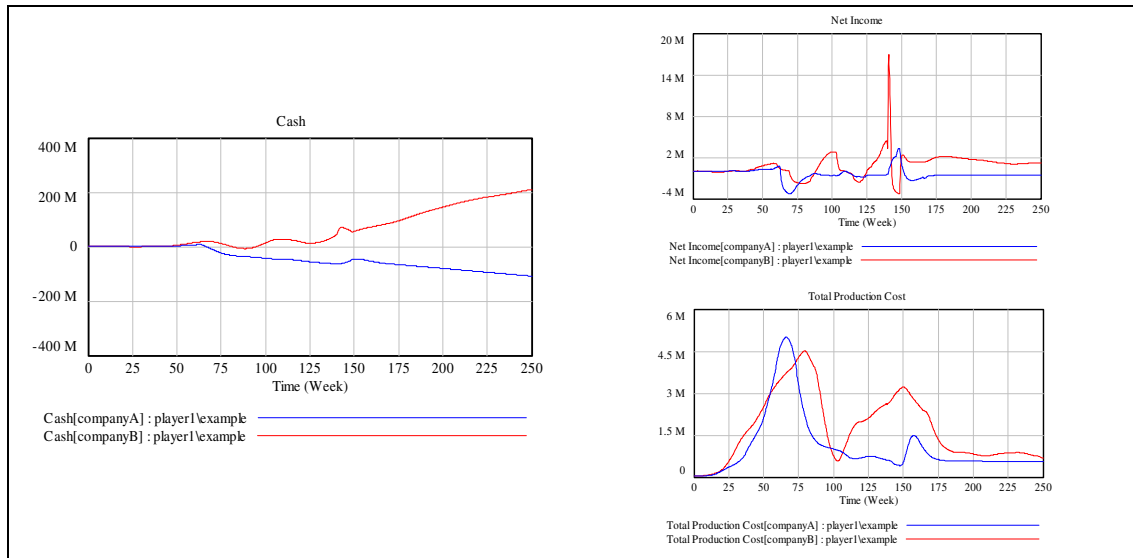 Cash
400 M
200 M
0
-200 M
-400 M
0 25 50 75 100 125 150 175 200 225 250
Time (Week)
Cash[companyA] : player1\example
Cash[companyB] : player1\example
Net Income
20 M
14 M
8 M
2 M
-4 M
0 25 50 75 100 125 150 175 200 225 250
Time (Week)
Net Income[companyA] : player1\example
Net Income[companyB] : player1\example
Total Production Cost
6 M
4.5 M
3 M
1.5 M
0
0 25 50 75 100 125 150 175 200 225 250
Time (Week)
Total Production Cost[companyA] : player1\example
Total Production Cost[companyB] : player1\example